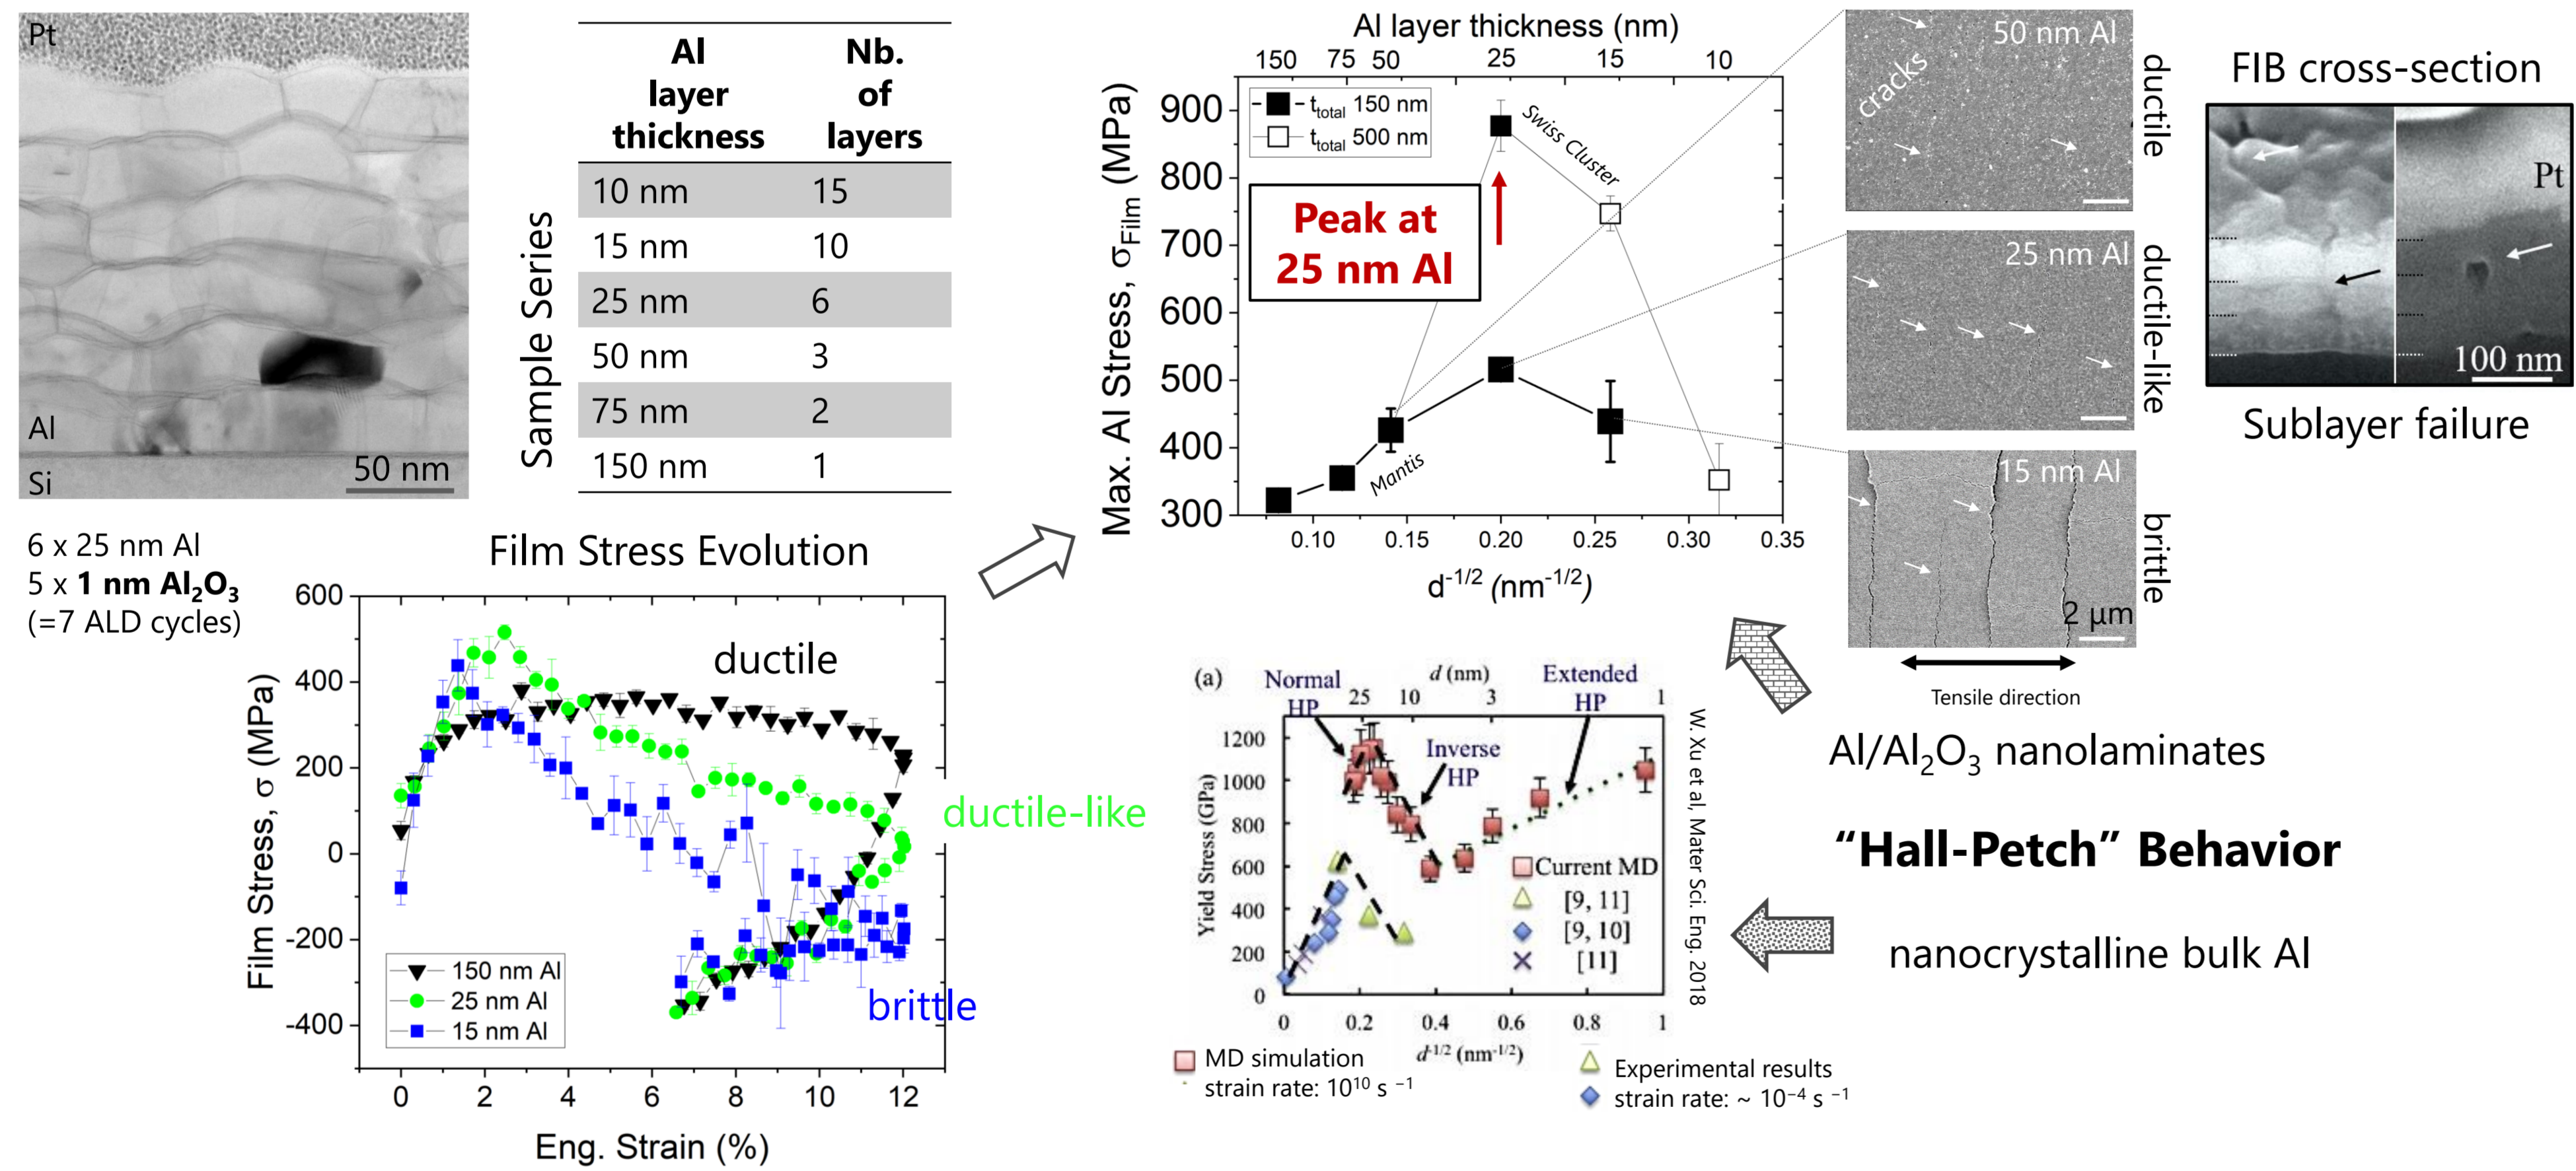 Pt
Al
Si
50 nm
6 x 25 nm Al
5 x 1 nm Al₂O₃
(=7 ALD cycles)
Sample Series
Al layer thickness
Nb. of layers
10 nm 15
15 nm 10
25 nm 6
50 nm 3
75 nm 2
150 nm 1
Film Stress Evolution
Film Stress, σ (MPa)
600
400
200
0
-200
-400
0 2 4 6 8 10 12
Eng. Strain (%)
ductile
ductile-like
brittle
150 nm Al
25 nm Al
15 nm Al
Al layer thickness (nm)
150 75 50 25 15 10
Max. Al Stress, σFilm (MPa)
900
800
700
600
500
400
300
0.10 0.15 0.20 0.25 0.30 0.35
d-1/2 (nm-1/2)
ttotal 150 nm
ttotal 500 nm
Swiss Cluster
Mantis
Peak at
25 nm Al
50 nm Al
cracks
ductile
25 nm Al
ductile-like
15 nm Al
2 µm
brittle
Tensile direction
FIB cross-section
Pt
100 nm
Sublayer failure
(a)
Normal
HP
d (nm)
25 10 3 1
Extended
HP
Inverse
HP
Yield Stress (GPa)
1200
1000
800
600
400
200
0
0 0.2 0.4 0.6 0.8 1
d-1/2 (nm-1/2)
Current MD
[9, 11]
[9, 10]
[11]
W. Xu et al, Mater Sci. Eng. 2018
MD simulation
strain rate: 10¹⁰ s ⁻¹
Experimental results
strain rate: ~ 10⁻⁴ s ⁻¹
Al/Al₂O₃ nanolaminates
“Hall-Petch” Behavior
nanocrystalline bulk Al